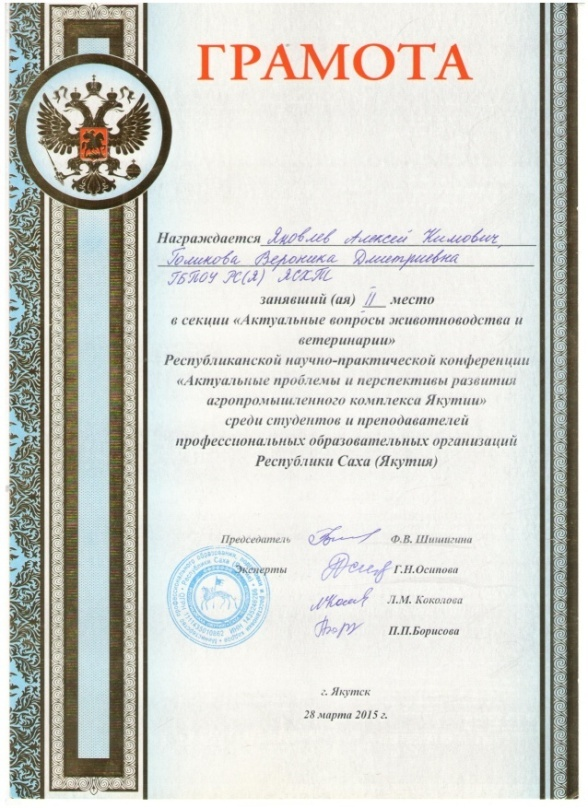 ГРАМОТА
Награждается Яковлев Алексей Кимович,
Голикова Вероника Дмитриевна
ГБПОУ РС(Я) ЯСХТ
занявший (ая) II место
в секции «Актуальные вопросы животноводства и
ветеринарии»
Республиканской научно-практической конференции
«Актуальные проблемы и перспективы развития
агропромышленного комплекса Якутии»
среди студентов и преподавателей
профессиональных образовательных организаций
Республики Саха (Якутия)
Председатель Ф.В. Шишигина
Эксперты Г.Н.Осипова
Л.М. Коколова
П.П.Борисова
г. Якутск
28 марта 2015 г.